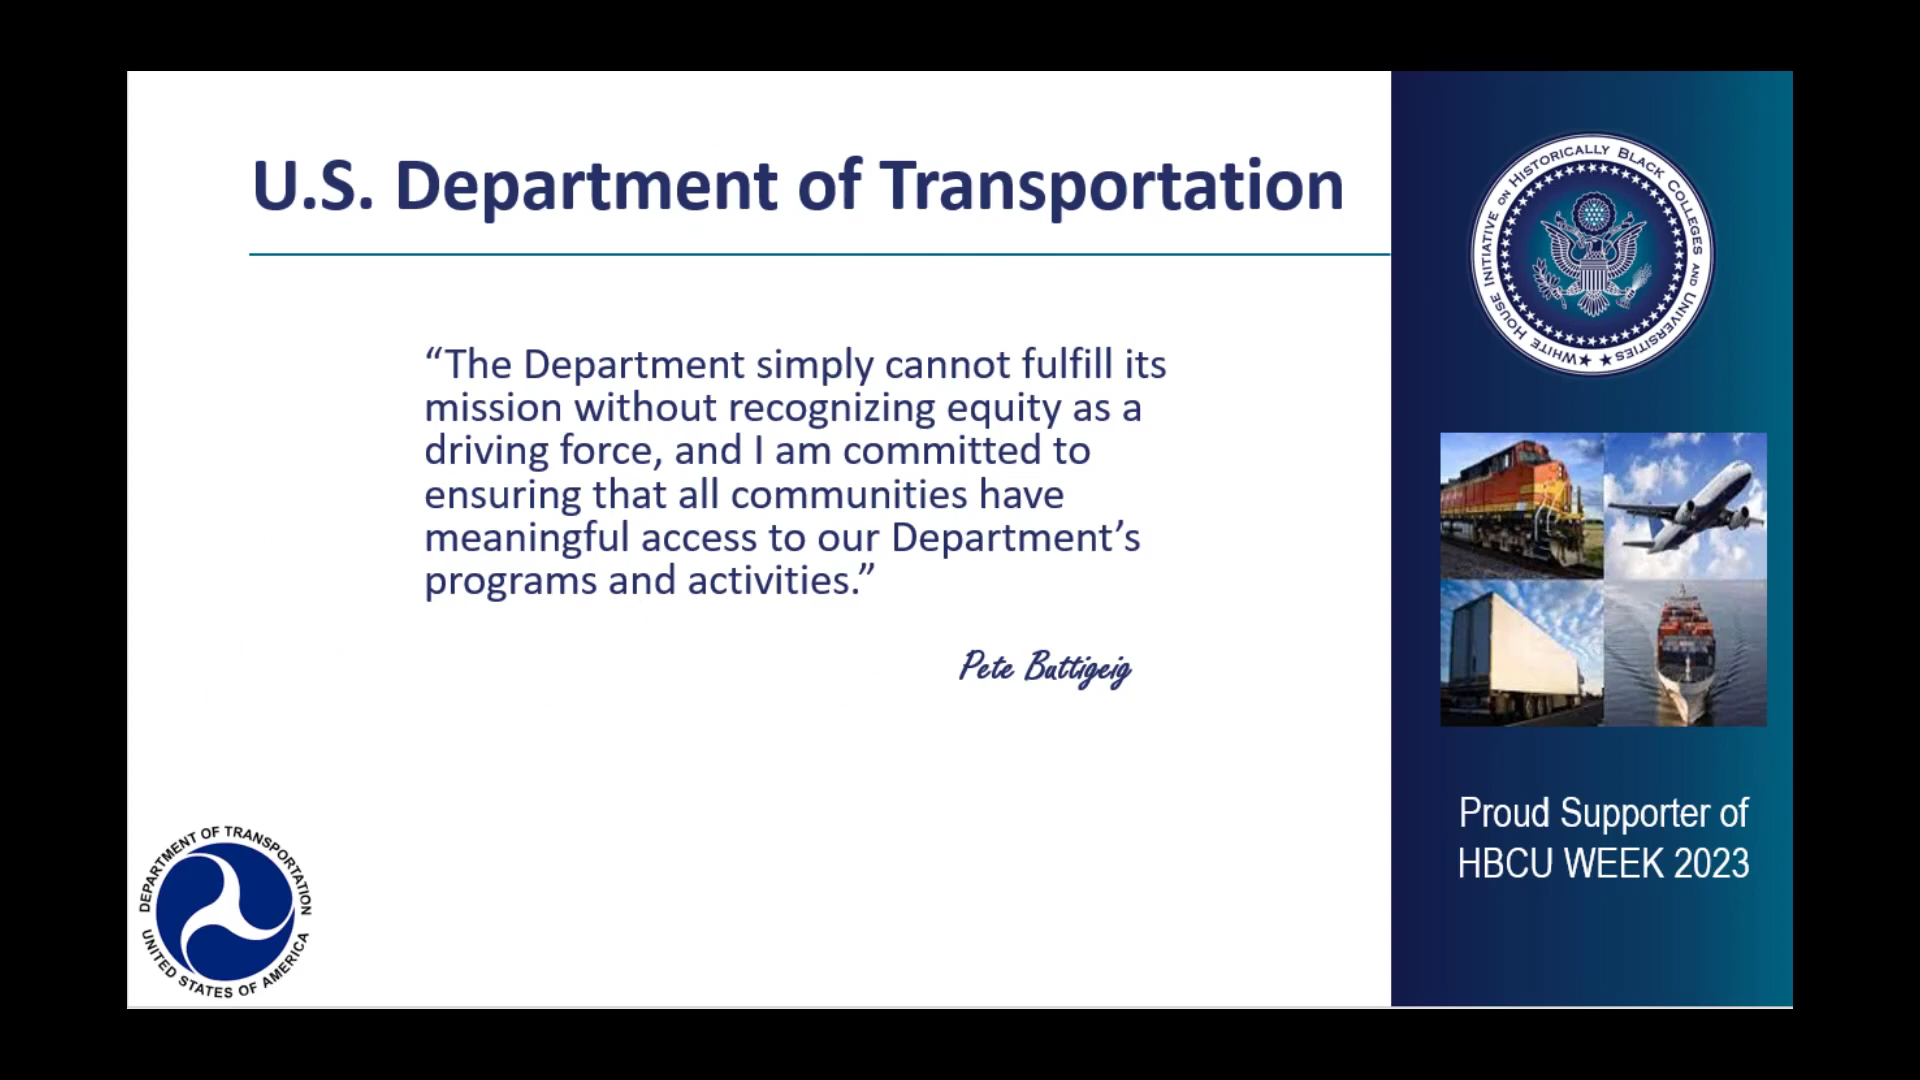 U.S. Department of Transportation
“The Department simply cannot fulfill its
mission without recognizing equity as a
driving force, and I am committed to
ensuring that all communities have
meaningful access to our Department’s
programs and activities.”
Pete Buttigeig
DEPARTMENT OF TRANSPORTATION
UNITED STATES OF AMERICA
WHITE HOUSE INITIATIVE ON HISTORICALLY BLACK COLLEGES AND UNIVERSITIES
Proud Supporter of
HBCU WEEK 2023